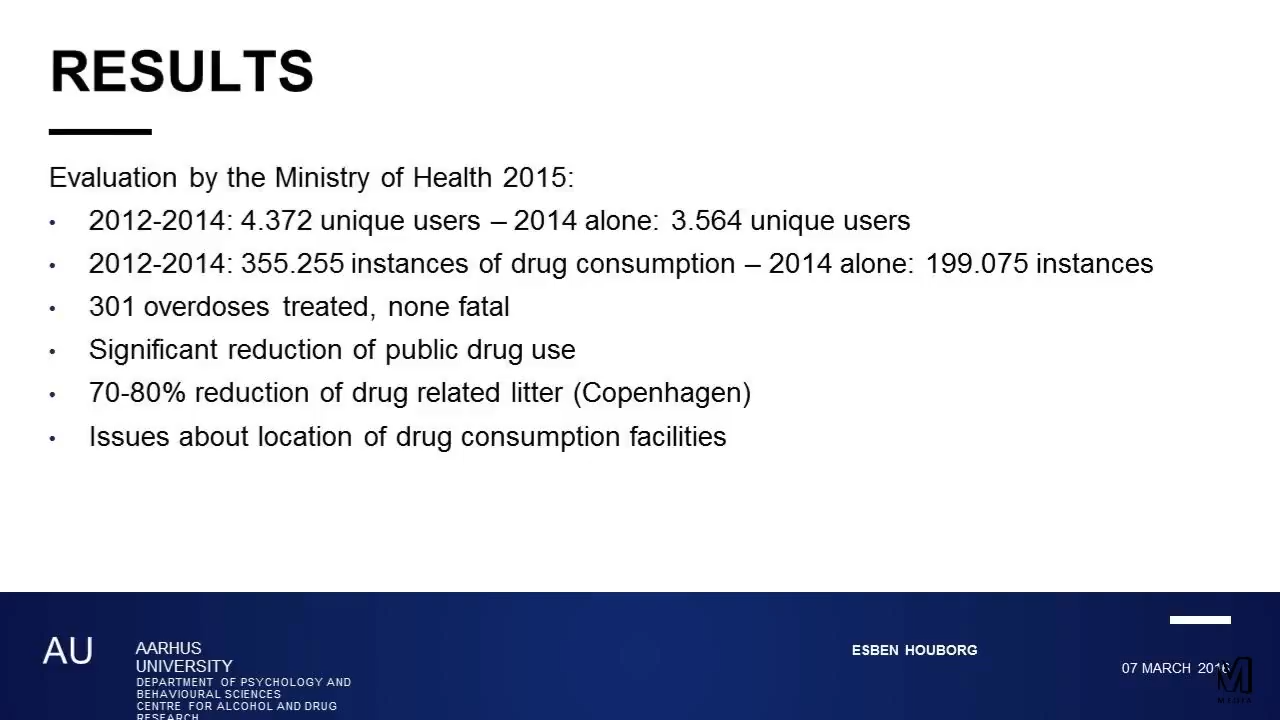 RESULTS
Evaluation by the Ministry of Health 2015:
• 2012-2014: 4.372 unique users – 2014 alone: 3.564 unique users
• 2012-2014: 355.255 instances of drug consumption – 2014 alone: 199.075 instances
• 301 overdoses treated, none fatal
• Significant reduction of public drug use
• 70-80% reduction of drug related litter (Copenhagen)
• Issues about location of drug consumption facilities
AU
AARHUS
UNIVERSITY
DEPARTMENT OF PSYCHOLOGY AND
BEHAVIOURAL SCIENCES
CENTRE FOR ALCOHOL AND DRUG
RESEARCH
ESBEN HOUBORG
07 MARCH
M
MEDIA